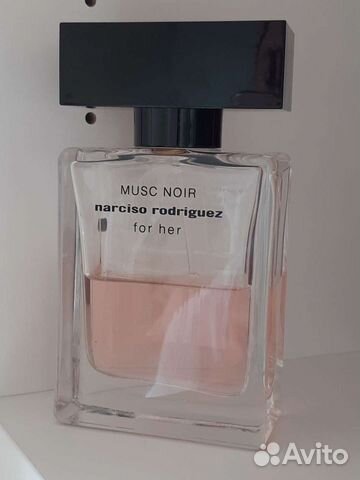 MUSC NOIR
narciso rodriguez
for her
Avito